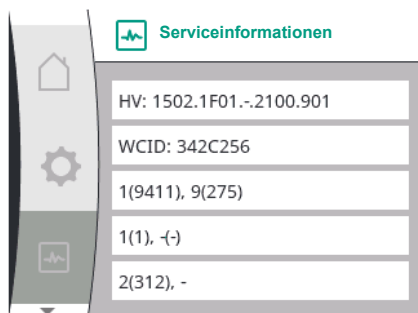 Serviceinformationen
HV: 1502.1F01.-.2100.901
WCID: 342C256
1(9411), 9(275)
1(1), -(-)
2(312), -